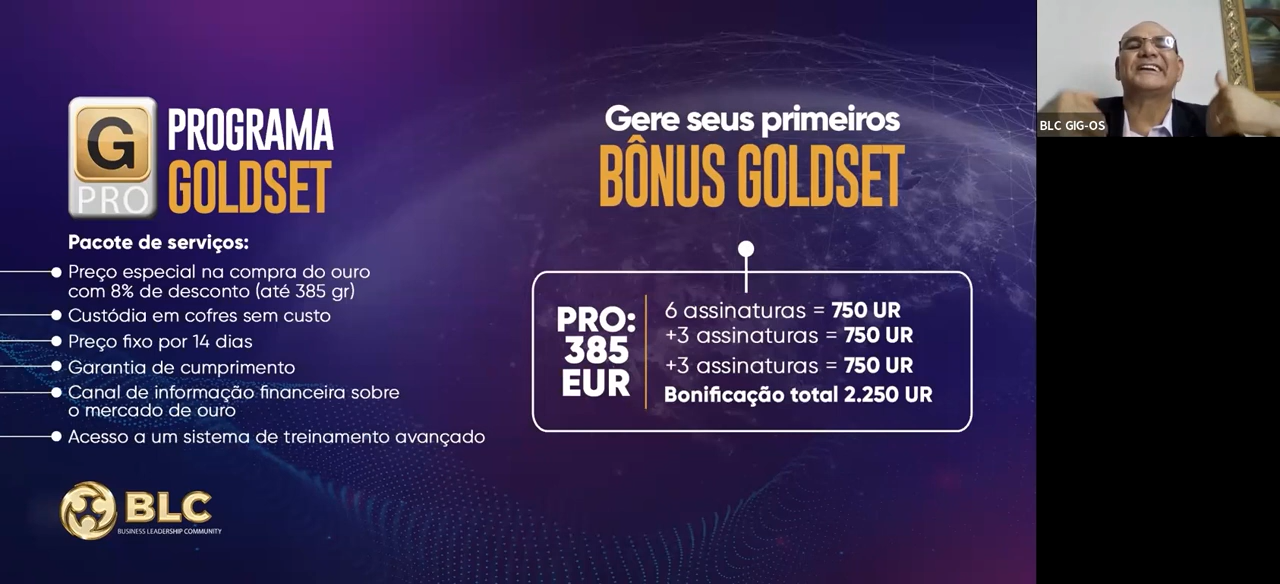 G
PRO
PROGRAMA
GOLDSET
Pacote de serviços:
Preço especial na compra do ouro
com 8% de desconto (até 385 gr)
Custódia em cofres sem custo
Preço fixo por 14 dias
Garantia de cumprimento
Canal de informação financeira sobre
o mercado de ouro
Acesso a um sistema de treinamento avançado
BLC
BUSINESS LEADERSHIP COMMUNITY
Gere seus primeiros
BÔNUS GOLDSET
PRO:
385
EUR
6 assinaturas = 750 UR
+3 assinaturas = 750 UR
+3 assinaturas = 750 UR
Bonificação total 2.250 UR
BLC GIG-OS